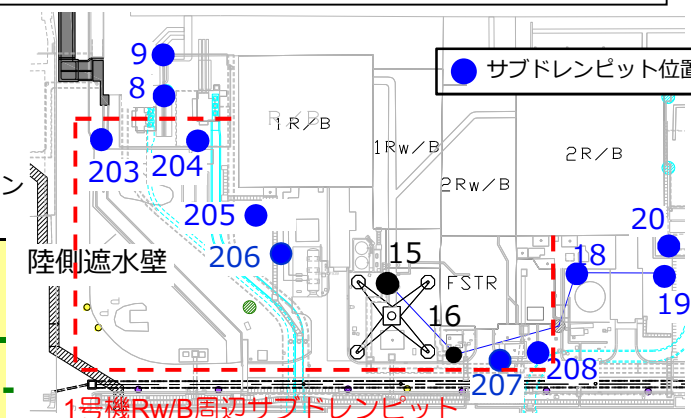 9
サブドレンピット位置
8
R/B
1R/B
1Rw/B
2R/B
203
204
2Rw/B
ン
205
206
20
陸側遮水壁
15
18
FSTR
19
16
207
208
1号機Rw/B周辺サブドレンピット